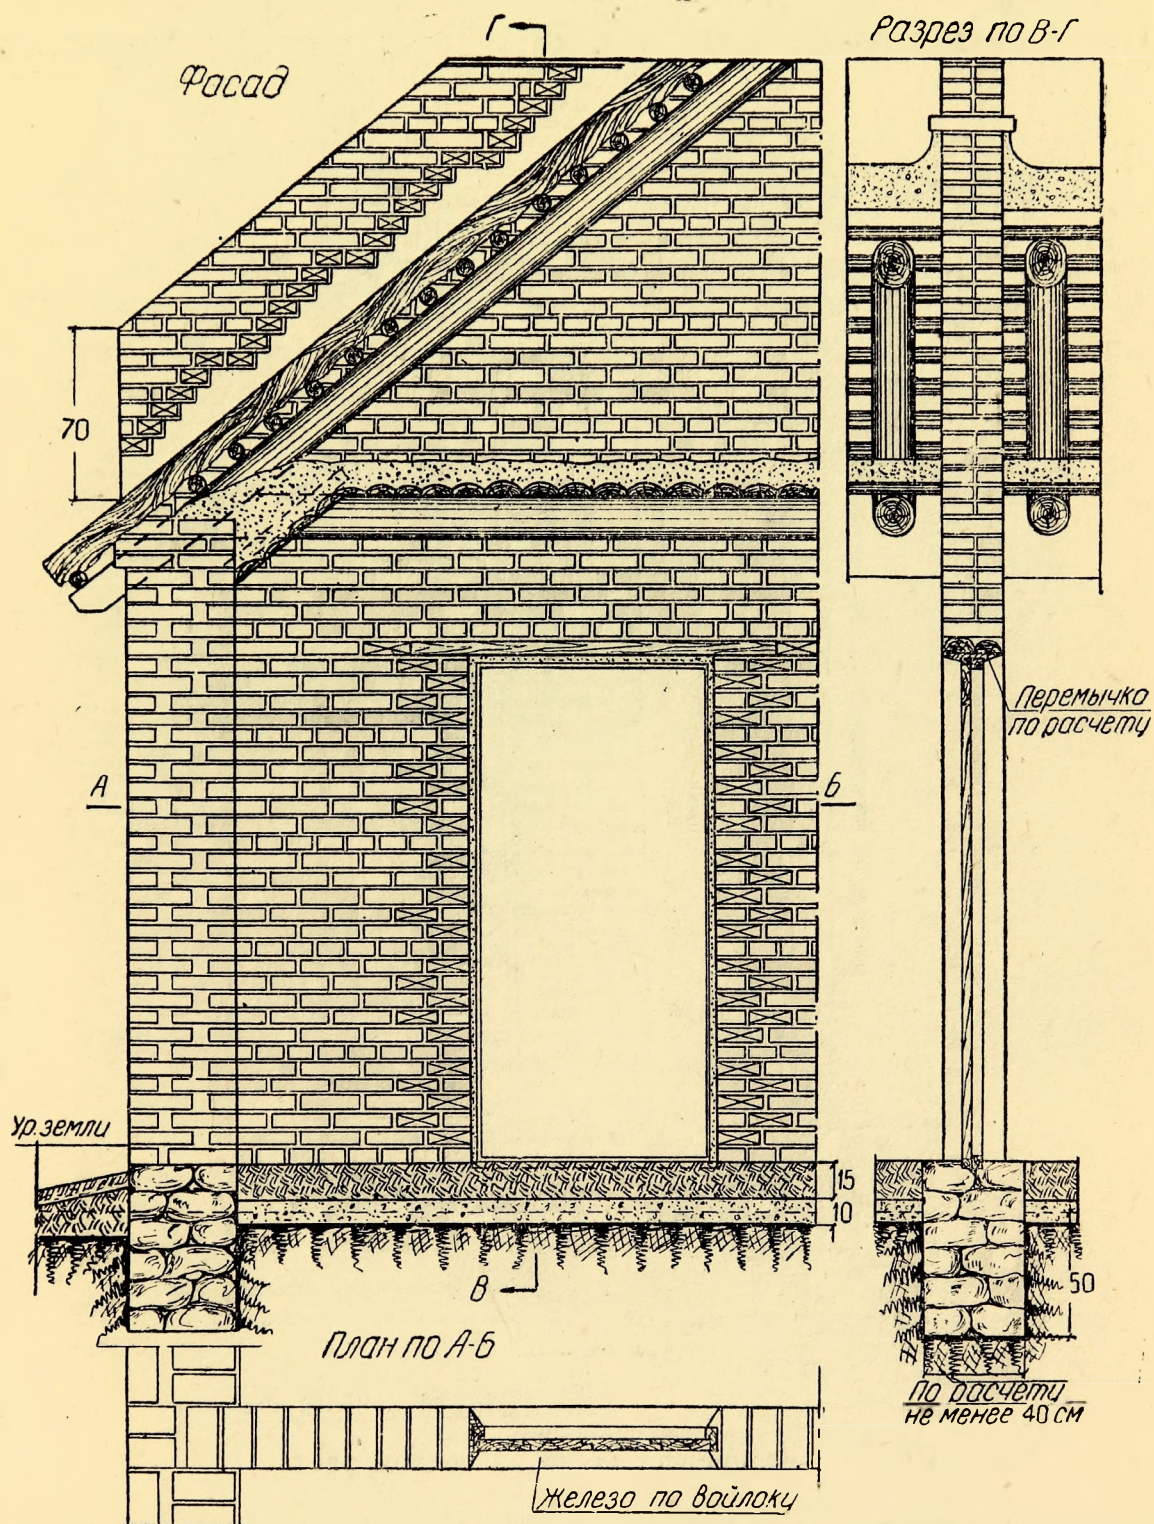 Г
Разрез по В-Г
Фасад
70
Перемычка
по расчету
А
Б
Ур. земли
15
10
50
В
План по А-Б
По расчету
не менее 40 см
Железо по войлоку